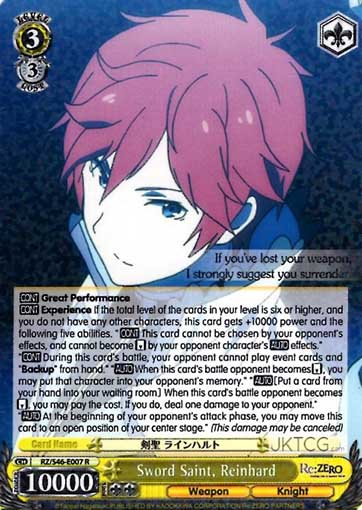 LEVEL
3
3
COST
If you've lost your weapon,
I strongly suggest you surrender.
CONT Great Performance
CONT Experience If the total level of the cards in your level is six or higher, and
you do not have any other characters, this card gets +10000 power and the
following five abilities. "CONT This card cannot be chosen by your opponent's
effects, and cannot become by your opponent's character AUTO effects."
"CONT During this card's battle, your opponent cannot play event cards and
"Backup" from hand." "AUTO When this card's battle opponent becomes, you
may put that character into your opponent's memory." "AUTO [Put a card from
your hand into your waiting room] When this card's battle opponent becomes
, you may pay the cost. If you do, deal one damage to your opponent."
"AUTO At the beginning of your opponent's attack phase, you may move this
card to an open position of your center stage." (This damage may be canceled)
JKTCG.com
Card Name
剣聖 ラインハルト
CH RZ/S46-E007 R
Sword Saint, Reinhard
10000
Weapon
Knight
Re:ZERO